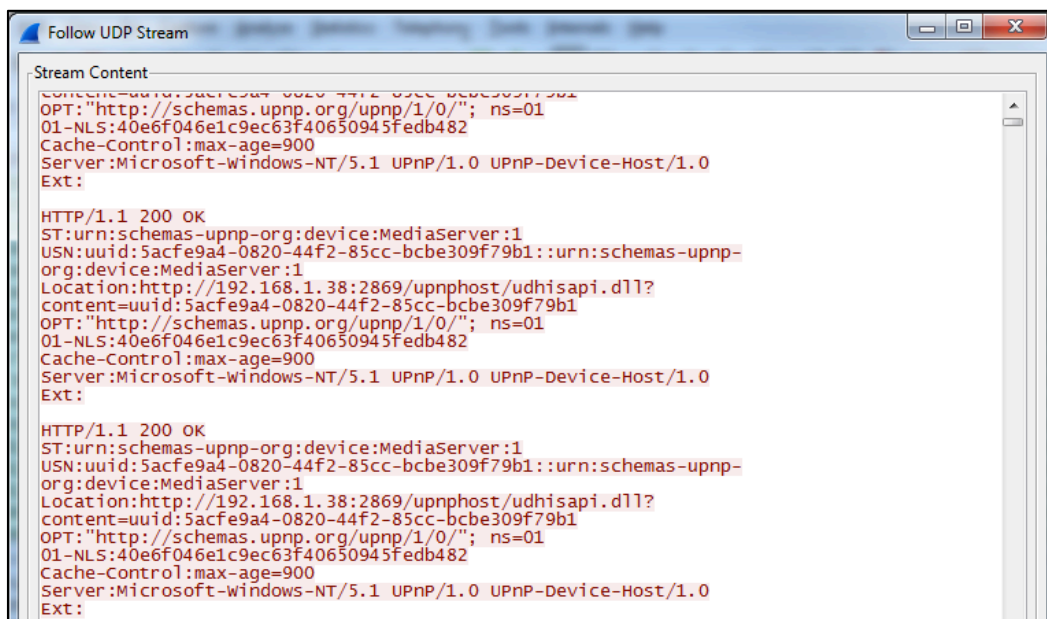 Follow UDP Stream
Stream Content
content=uuid:5acfe9a4-0820-44f2-85cc-bcbe309f79b1
OPT:"http://schemas.upnp.org/upnp/1/0/"; ns=01
01-NLS:40e6f046e1c9ec63f40650945fedb482
Cache-Control:max-age=900
Server:Microsoft-Windows-NT/5.1 UPnP/1.0 UPnP-Device-Host/1.0
Ext:
HTTP/1.1 200 OK
ST:urn:schemas-upnp-org:device:MediaServer:1
USN:uuid:5acfe9a4-0820-44f2-85cc-bcbe309f79b1::urn:schemas-upnp-
org:device:MediaServer:1
Location:http://192.168.1.38:2869/upnphost/udhisapi.dll?
content=uuid:5acfe9a4-0820-44f2-85cc-bcbe309f79b1
OPT:"http://schemas.upnp.org/upnp/1/0/"; ns=01
01-NLS:40e6f046e1c9ec63f40650945fedb482
Cache-Control:max-age=900
Server:Microsoft-Windows-NT/5.1 UPnP/1.0 UPnP-Device-Host/1.0
Ext:
HTTP/1.1 200 OK
ST:urn:schemas-upnp-org:device:MediaServer:1
USN:uuid:5acfe9a4-0820-44f2-85cc-bcbe309f79b1::urn:schemas-upnp-
org:device:MediaServer:1
Location:http://192.168.1.38:2869/upnphost/udhisapi.dll?
content=uuid:5acfe9a4-0820-44f2-85cc-bcbe309f79b1
OPT:"http://schemas.upnp.org/upnp/1/0/"; ns=01
01-NLS:40e6f046e1c9ec63f40650945fedb482
Cache-Control:max-age=900
Server:Microsoft-Windows-NT/5.1 UPnP/1.0 UPnP-Device-Host/1.0
Ext: